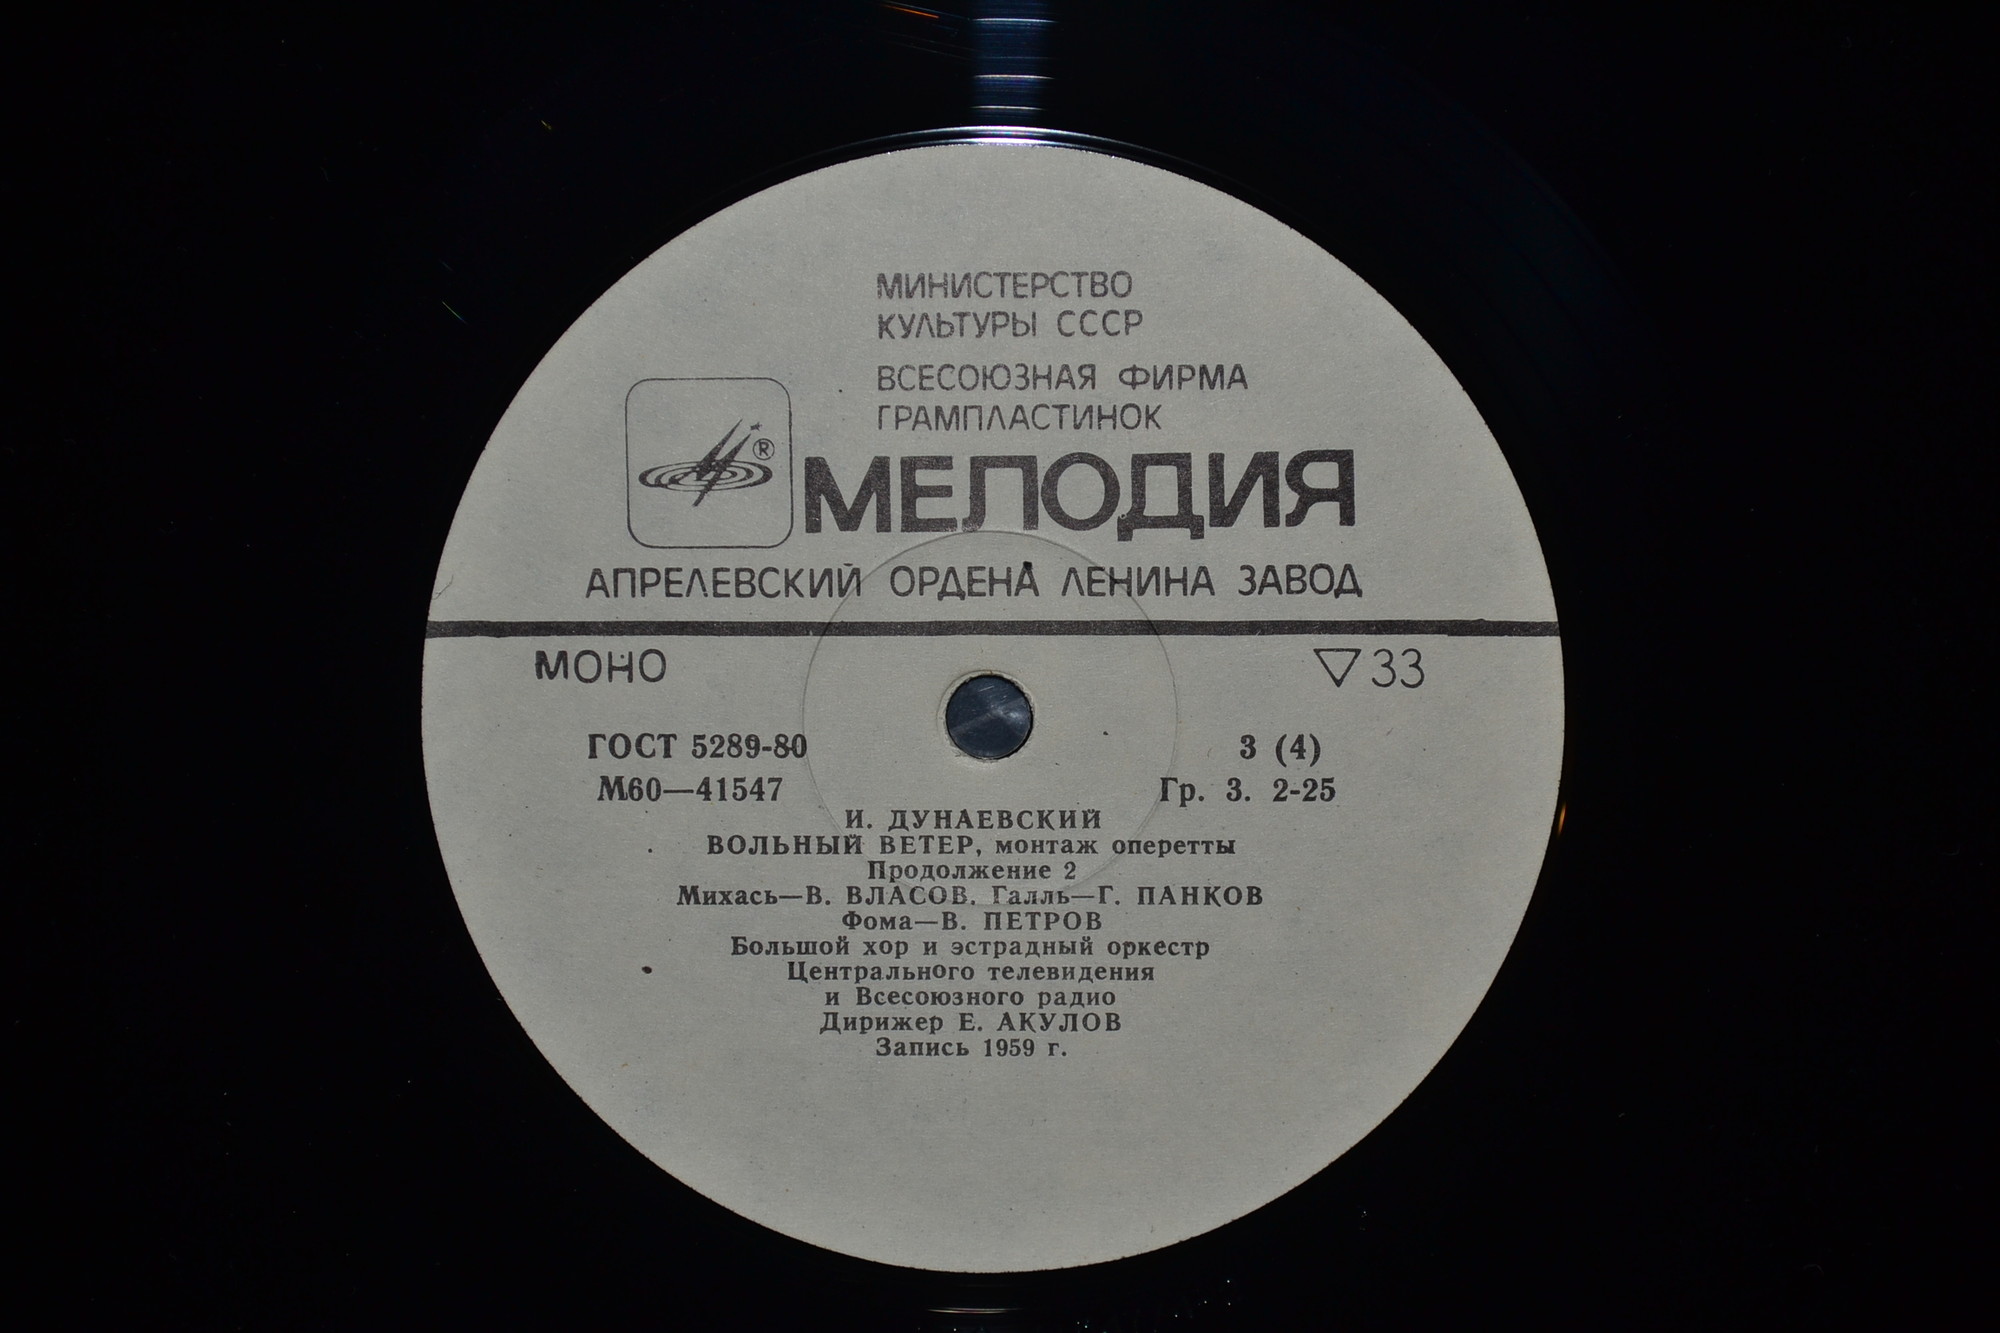 МИНИСТЕРСТВО
КУЛЬТУРЫ СССР
ВСЕСОЮЗНАЯ ФИРМА
ГРАМПЛАСТИНОК
®
МЕЛОДИЯ
АПРЕЛЕВСКИЙ ОРДЕНА ЛЕНИНА ЗАВОД
МОНО ▽33
ГОСТ 5289-80 3 (4)
М60—41547 Гр. 3. 2-25
И. ДУНАЕВСКИЙ
ВОЛЬНЫЙ ВЕТЕР, монтаж оперетты
Продолжение 2
Михась—В. ВЛАСОВ, Галль—Г. ПАНКОВ
Фома—В. ПЕТРОВ
Большой хор и эстрадный оркестр
Центрального телевидения
и Всесоюзного радио
Дирижер Е. АКУЛОВ
Запись 1959 г.